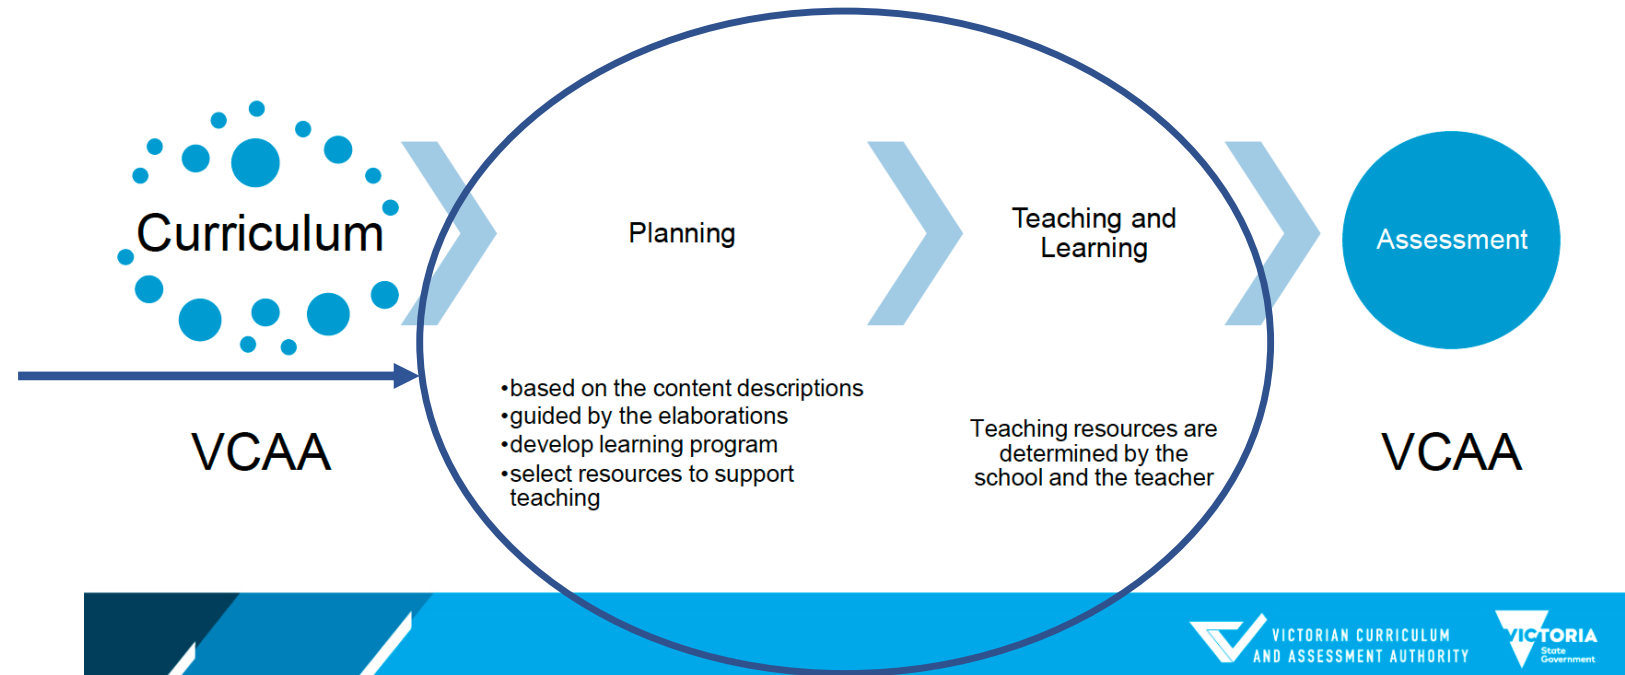 Curriculum
Planning
Teaching and
Learning
Assessment
•based on the content descriptions
•guided by the elaborations
•develop learning program
•select resources to support
teaching
Teaching resources are
determined by the
school and the teacher
VCAA
VCAA
VICTORIAN CURRICULUM
AND ASSESSMENT AUTHORITY
VICTORIA
State
Government